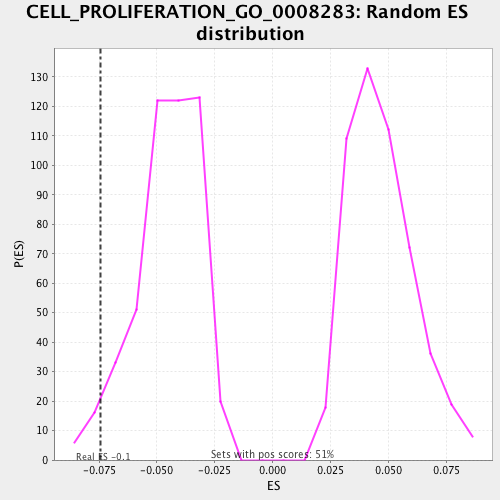 CELL_PROLIFERATION_GO_0008283: Random ES
distribution
130
120
110
100
90
80
70
60
50
40
30
20
10
0
P(ES)
Real ES -0.1
Sets with pos scores: 51%
-0.075 -0.050 -0.025 0.000 0.025 0.050 0.075
ES